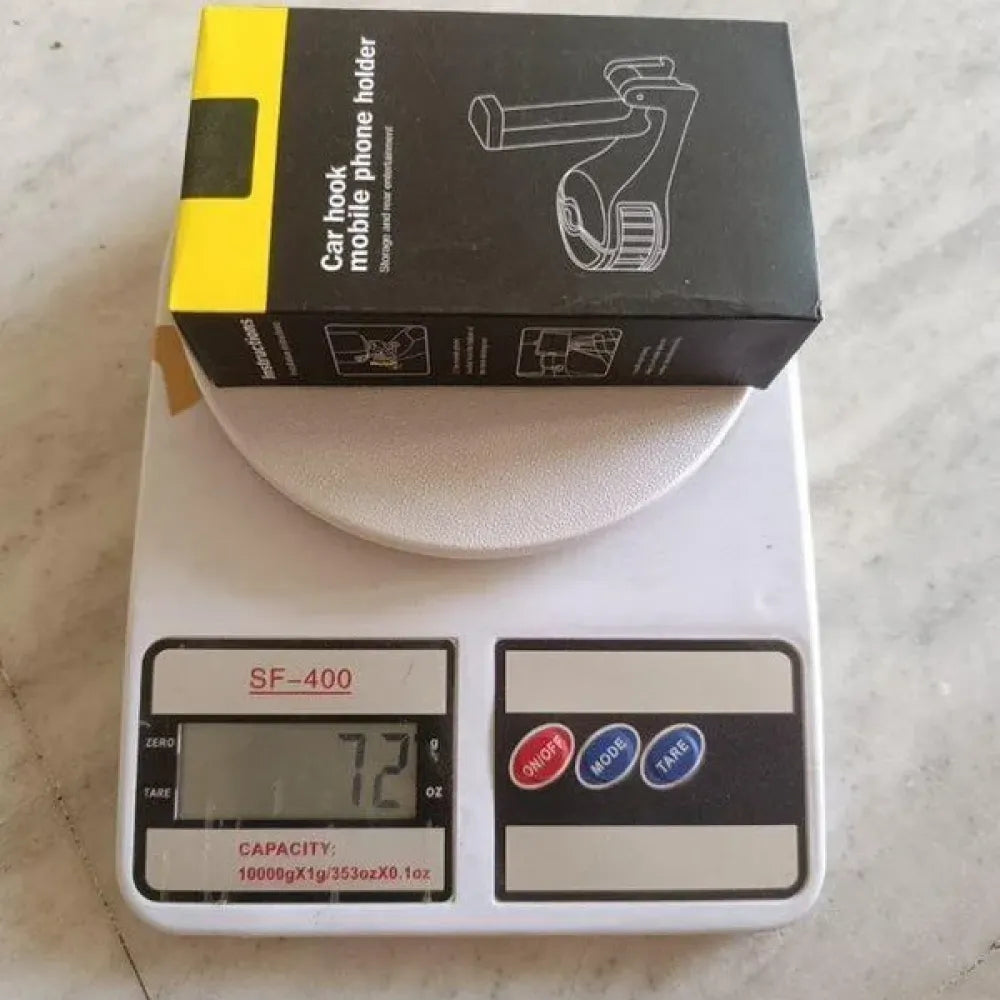 Car hook
mobile phone holder
Storage and rear entertainment
Instructions
SF-400
ZERO
TARE
72
g
OZ
ON/OFF
MODE
TARE
CAPACITY:
10000gX1g/353ozX0.1oz